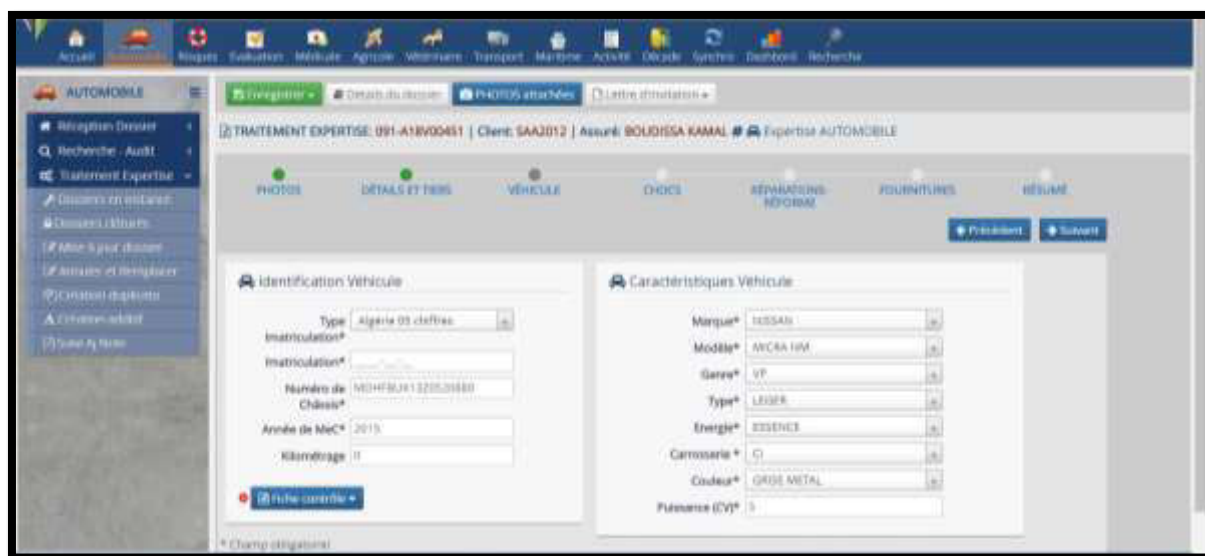 Accueil Automobile Risques Evaluation Médicale Agricole Vétérinaire Transport Maritime Activité Décade Synchro Dashbord Recherche
AUTOMOBILE
Enregistrer Détails du dossier PHOTOS attachées Lettre d'invitation
Réception Dossier
Recherche - Audit
Traitement Expertise
Dossiers en instance
Dossiers clôturés
Mise à jour dossier
Annuler et Remplacer
Création duplicata
Création additif
TRAITEMENT EXPERTISE: 091-A18V00451 | Client: SAA2012 | Assuré: BOUDISSA KAMAL # Expertise AUTOMOBILE
PHOTOS DÉTAILS ET TIERS VÉHICULE CHOCS RÉPARATIONS-RÉFORME FOURNITURES RÉSUMÉ
Précédent Suivant
Identification Véhicule
Type Imatriculation* Algérie 05 chiffres
Imatriculation*
Numéro de Châssis*
Année de MeC* 2015
Kilométrage 0
Fiche contrôle
* Champ obligatoire
Caractéristiques Véhicule
Marque* NISSAN
Modèle* MICRA
Genre* VP
Type* LEGER
Energie* ESSENCE
Carrosserie * CI
Couleur* GRISE METAL
Puissance (CV)* 5